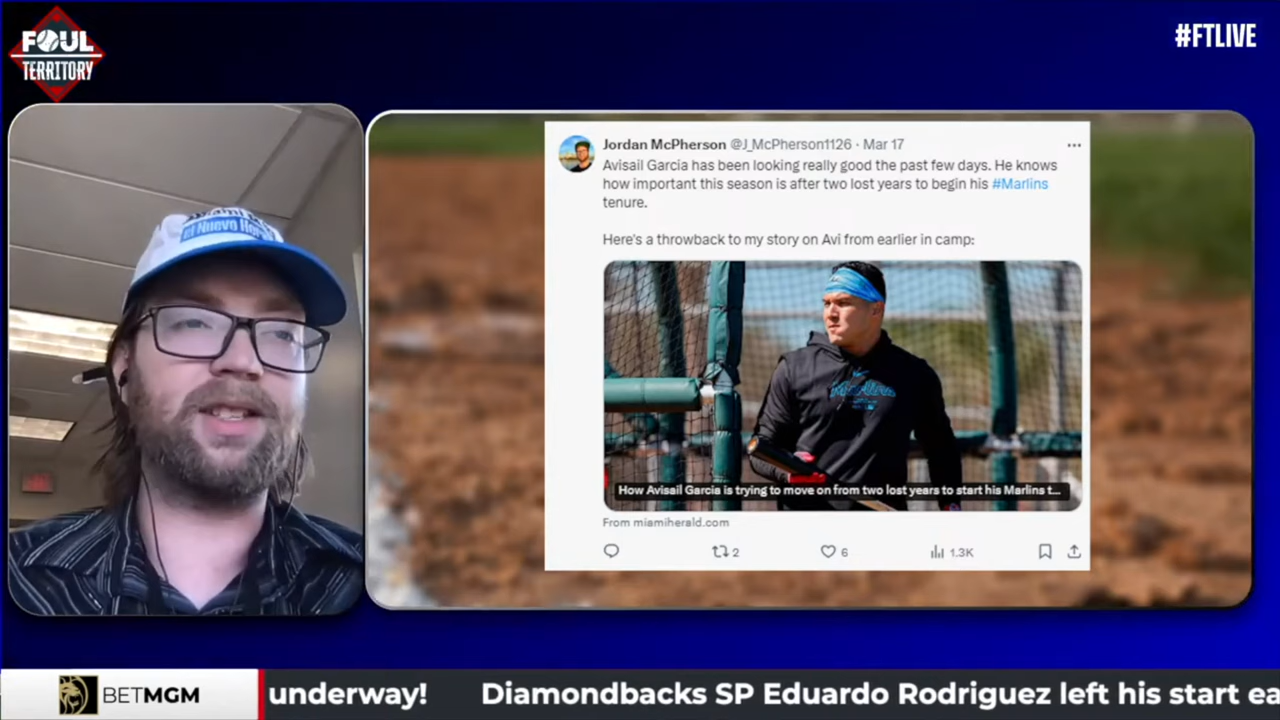 FOUL
TERRITORY
#FTLIVE
el Nuevo
Jordan McPherson @J_McPherson1126 · Mar 17
Avisail Garcia has been looking really good the past few days. He knows
how important this season is after two lost years to begin his #Marlins
tenure.
Here's a throwback to my story on Avi from earlier in camp:
Marlins
How Avisail Garcia is trying to move on from two lost years to start his Marlins t...
From miamiherald.com
2
6
1.3K
BETMGM
underway! Diamondbacks SP Eduardo Rodriguez left his start ea